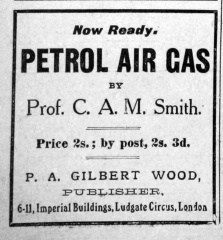 Now Ready.
PETROL AIR GAS
BY
Prof. C. A. M. Smith.
Price 2s.; by post, 2s. 3d.
P. A. GILBERT WOOD,
PUBLISHER,
6-11, Imperial Buildings, Ludgate Circus, London